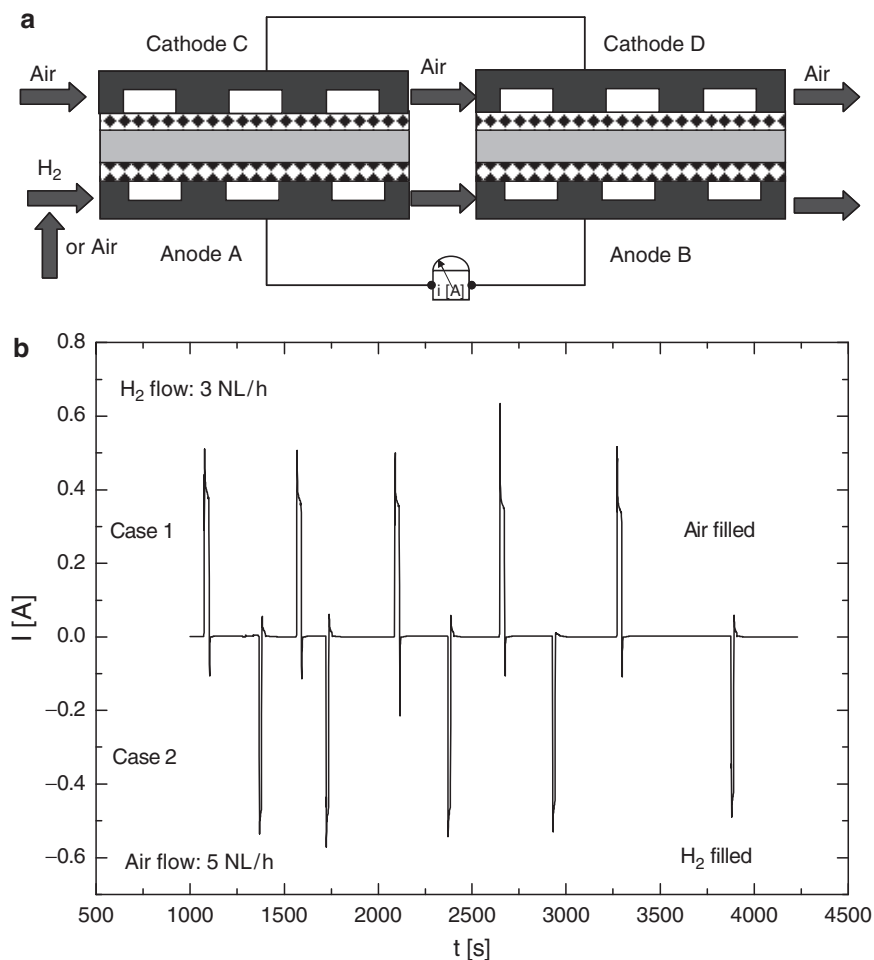 a
Cathode C
Cathode D
Air
Air
Air
H₂
or Air
Anode A
Anode B
i [A]
b
0.8
H₂ flow: 3 NL/h
0.6
0.4
Case 1
Air filled
0.2
I [A]
0.0
−0.2
Case 2
−0.4
−0.6
Air flow: 5 NL/h
H₂ filled
500 1000 1500 2000 2500 3000 3500 4000 4500
t [s]